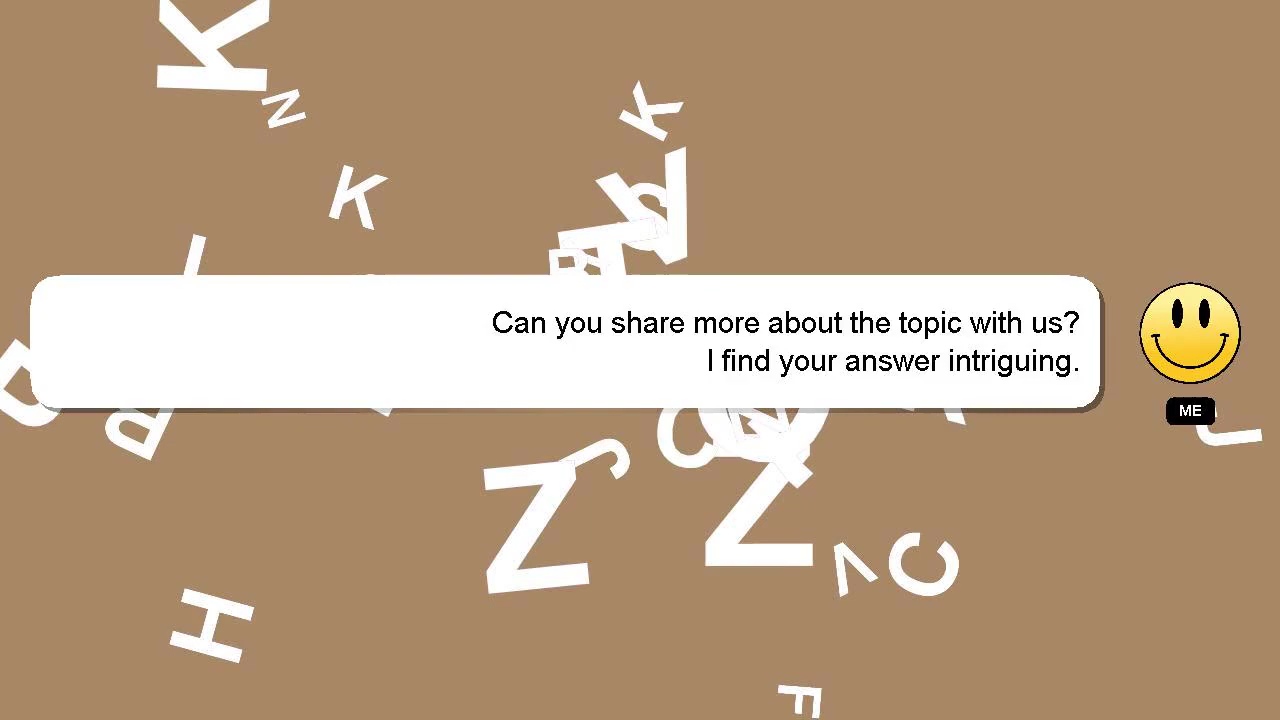 Can you share more about the topic with us?
I find your answer intriguing.
ME
K
N
K
K
S
R
R
J
Z
J
Z
V
C
H
F